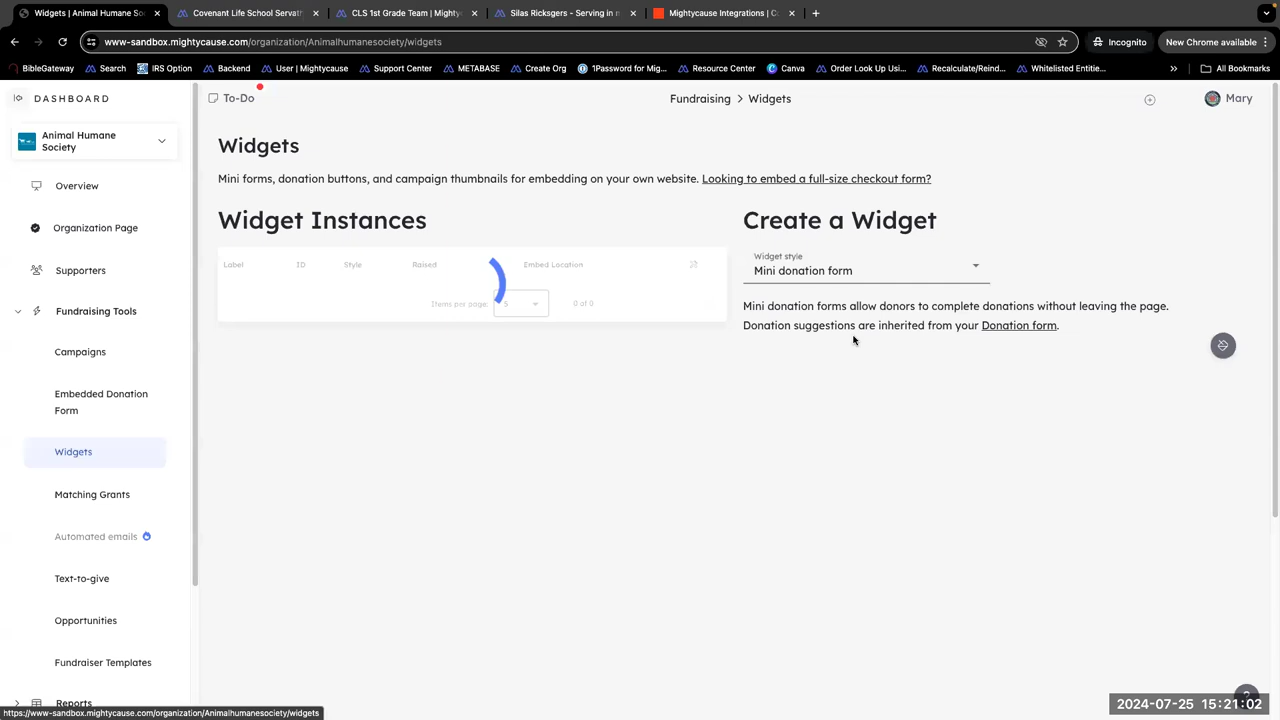 Widgets | Animal Humane Soc
Covenant Life School Servath
CLS 1st Grade Team | Mighty
Silas Ricksgers - Serving in n
Mightycause Integrations | C
www-sandbox.mightycause.com/organization/Animalhumanesociety/widgets
Incognito
New Chrome available
BibleGateway
Search
IRS Option
Backend
User | Mightycause
Support Center
METABASE
Create Org
1Password for Mig...
Resource Center
Canva
Order Look Up Usi...
Recalculate/Reind...
Whitelisted Entitie...
»
All Bookmarks
DASHBOARD
To-Do
Fundraising > Widgets
Mary
Animal Humane
Society
Overview
Organization Page
Supporters
Fundraising Tools
Campaigns
Embedded Donation
Form
Widgets
Matching Grants
Automated emails
Text-to-give
Opportunities
Fundraiser Templates
Reports
Widgets
Mini forms, donation buttons, and campaign thumbnails for embedding on your own website. Looking to embed a full-size checkout form?
Widget Instances
Label ID Style Raised Embed Location
Items per page: 5 0 of 0
Create a Widget
Widget style
Mini donation form
Mini donation forms allow donors to complete donations without leaving the page.
Donation suggestions are inherited from your Donation form.
https://www-sandbox.mightycause.com/organization/Animalhumanesociety/widgets
?
2024-07-25 15:21:02